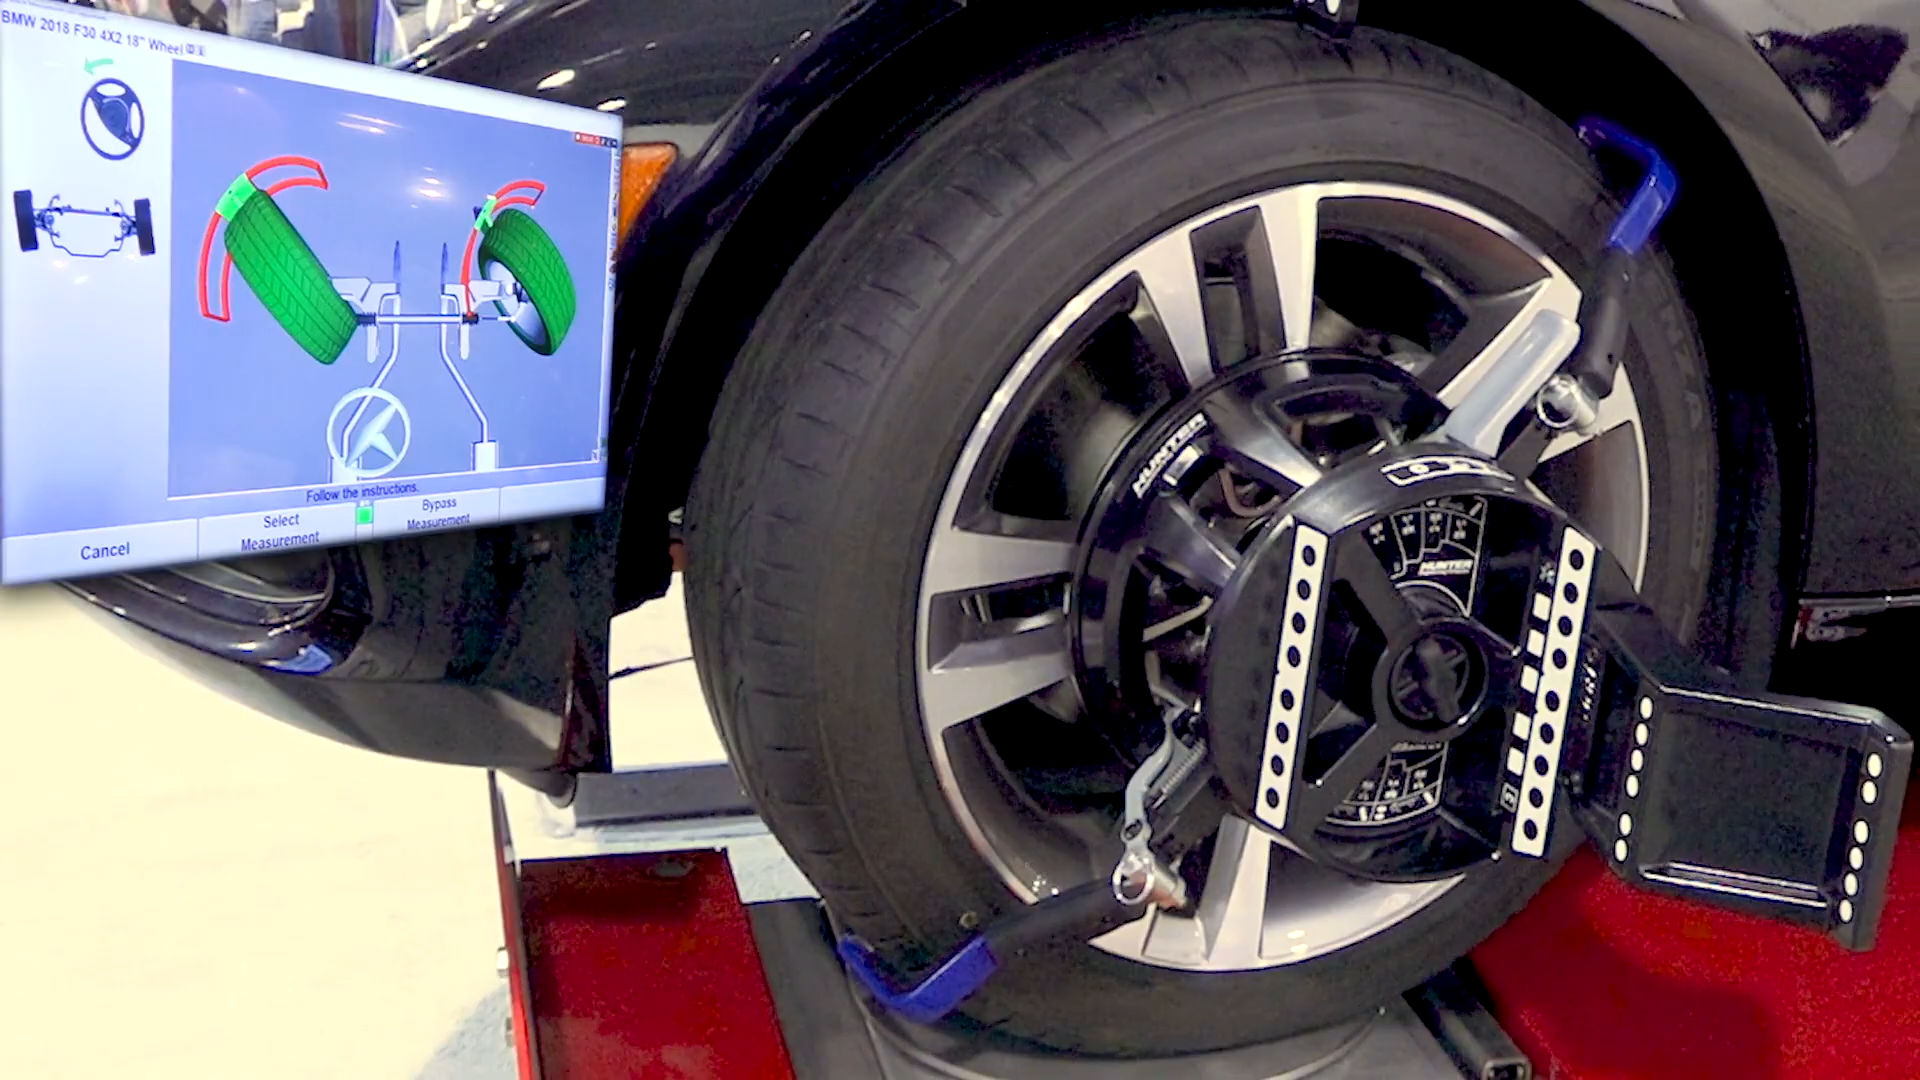 BMW 2018 F30 4X2 18" Wheel
Follow the instructions.
Cancel
Select
Measurement
Bypass
Measurement
HUNTER
HUNTER